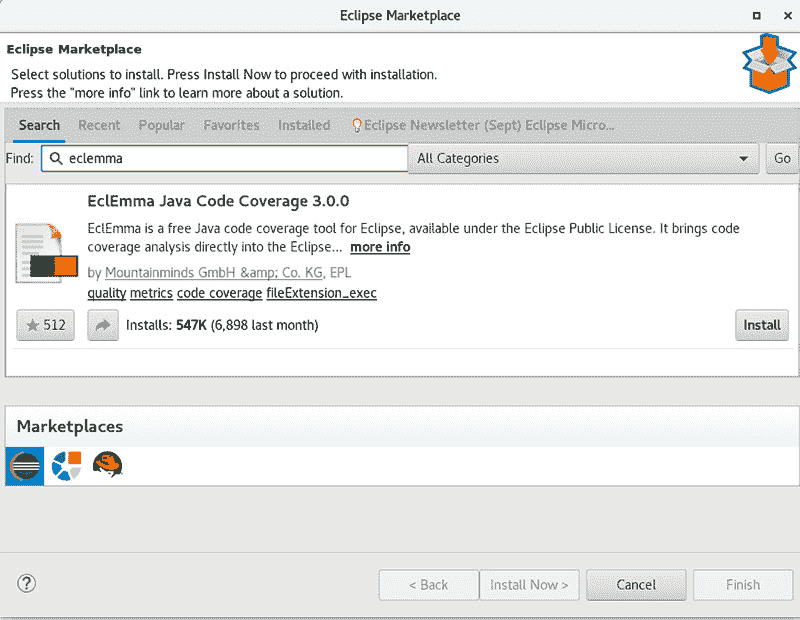 Eclipse Marketplace
Eclipse Marketplace
Select solutions to install. Press Install Now to proceed with installation.
Press the "more info" link to learn more about a solution.
Search Recent Popular Favorites Installed Eclipse Newsletter (Sept) Eclipse Micro...
Find: eclemma All Categories Go
EclEmma Java Code Coverage 3.0.0
EclEmma is a free Java code coverage tool for Eclipse, available under the Eclipse Public License. It brings code
coverage analysis directly into the Eclipse... more info
by Mountainminds GmbH &amp; Co. KG, EPL
quality metrics code coverage fileExtension_exec
512 Installs: 547K (6,898 last month) Install
Marketplaces
? < Back Install Now > Cancel Finish